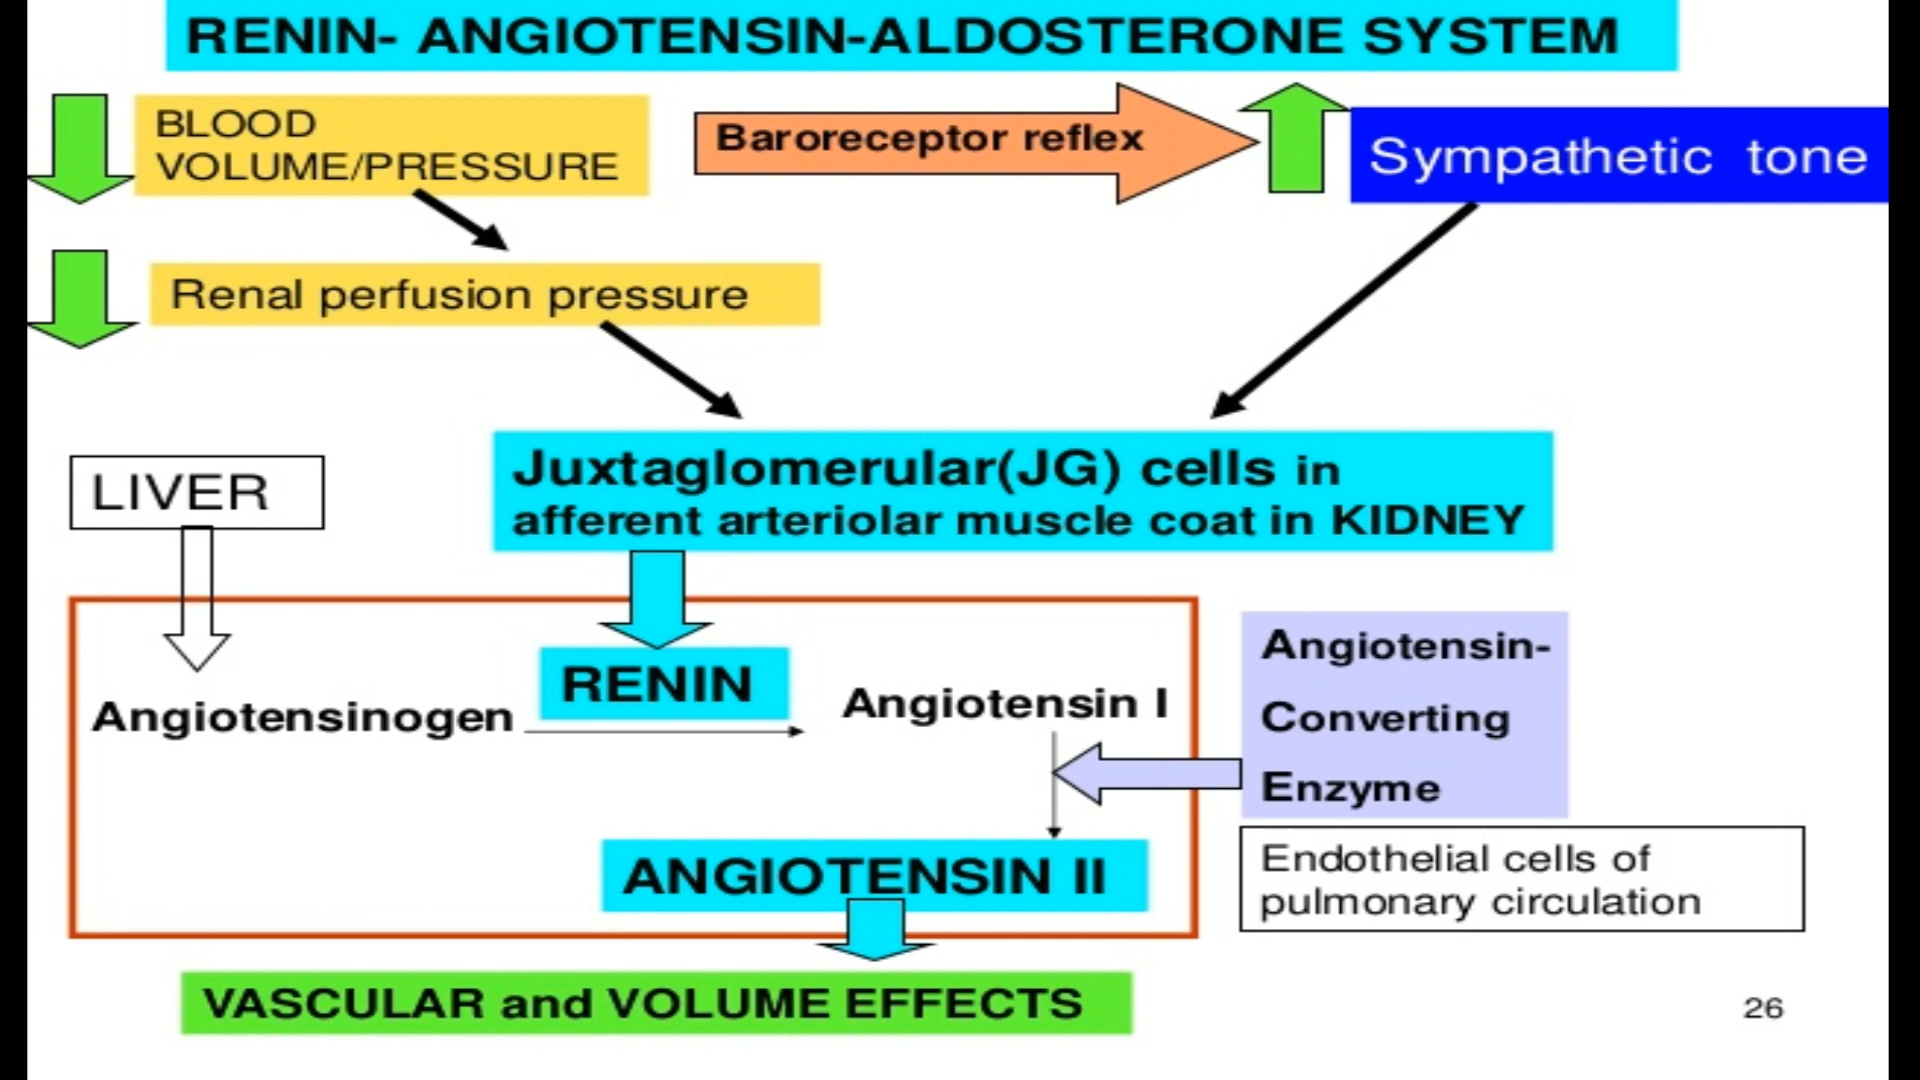 RENIN- ANGIOTENSIN-ALDOSTERONE SYSTEM
BLOOD
VOLUME/PRESSURE
Baroreceptor reflex
Sympathetic tone
Renal perfusion pressure
Juxtaglomerular(JG) cells in
afferent arteriolar muscle coat in KIDNEY
LIVER
RENIN
Angiotensinogen
Angiotensin I
Angiotensin-
Converting
Enzyme
Endothelial cells of
pulmonary circulation
ANGIOTENSIN II
VASCULAR and VOLUME EFFECTS
26